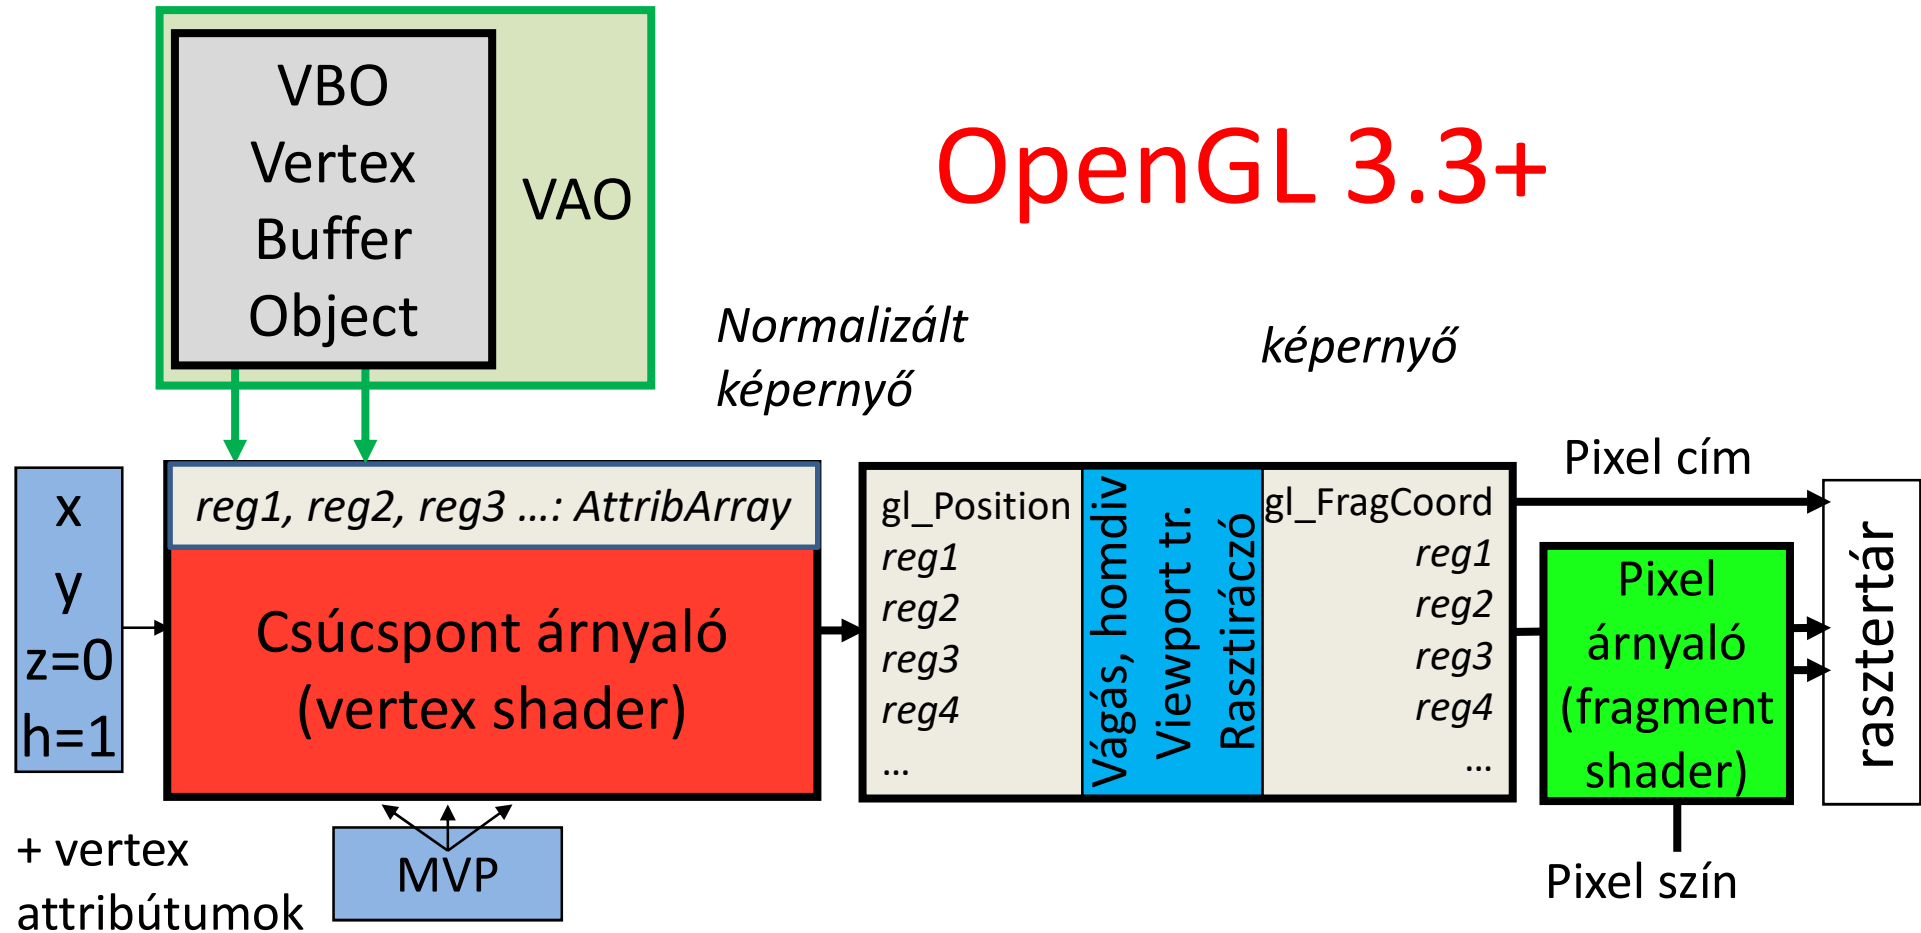 VBO
Vertex
Buffer
Object
VAO
OpenGL 3.3+
Normalizált
képernyő
képernyő
x
y
z=0
h=1
+ vertex
attribútumok
reg1, reg2, reg3 …: AttribArray
Csúcspont árnyaló
(vertex shader)
MVP
gl_Position
reg1
reg2
reg3
reg4
…
Vágás, homdiv
Viewport tr.
Rasztiráczó
gl_FragCoord
reg1
reg2
reg3
reg4
…
Pixel cím
Pixel
árnyaló
(fragment
shader)
Pixel szín
rasztertár